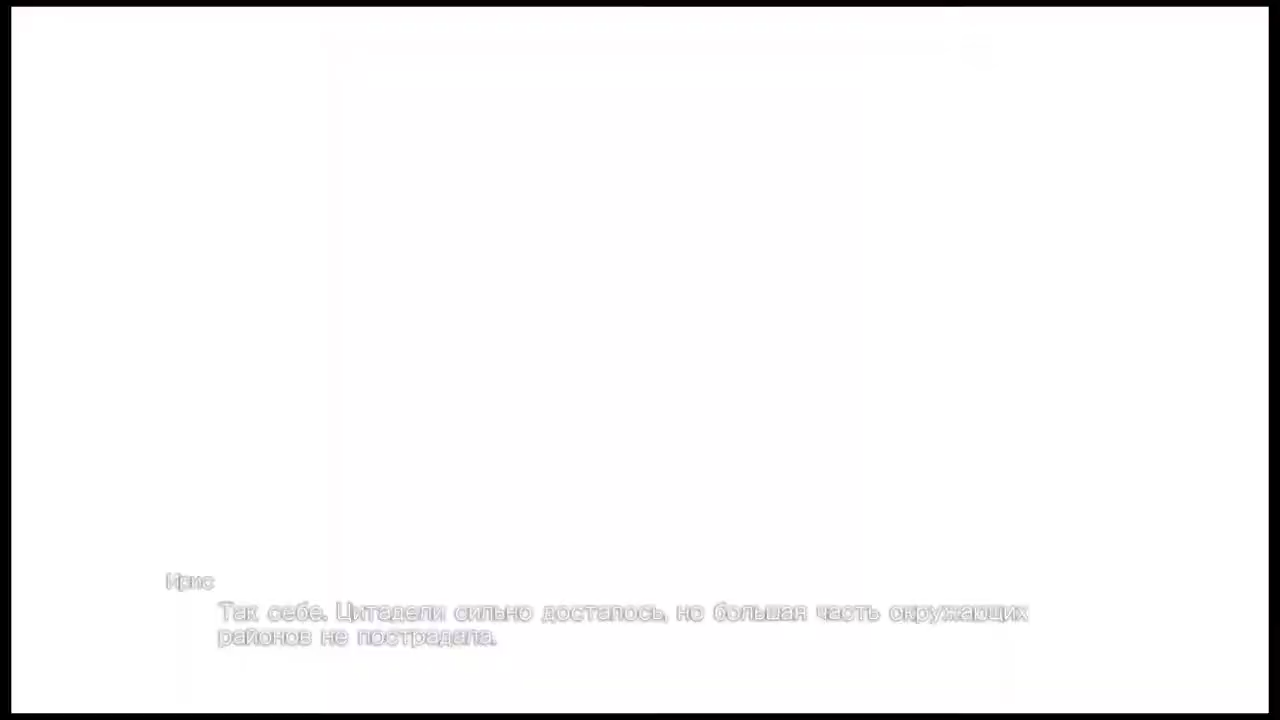 Ирис
Так себе. Цитадели сильно досталось, но большая часть окружающих
районов не пострадала.